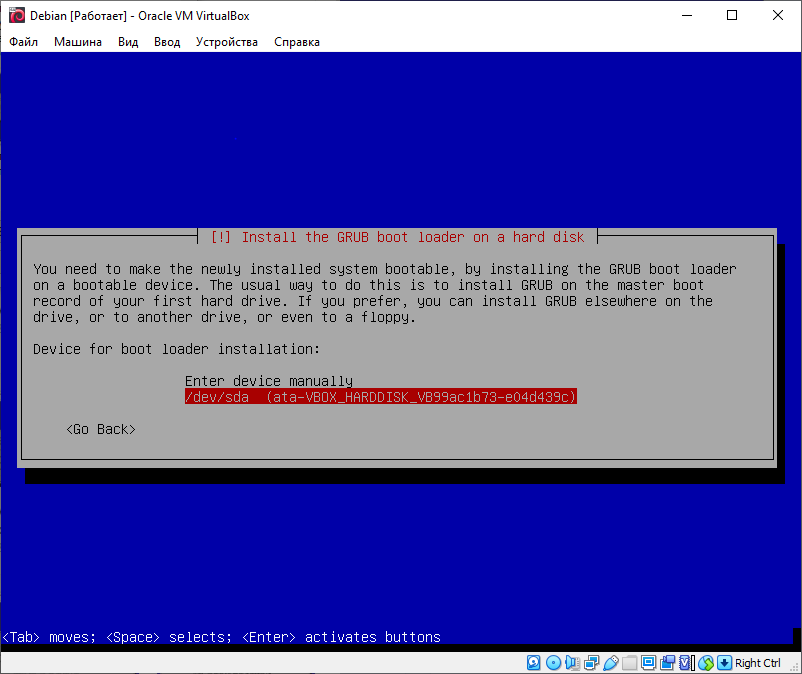 Debian [Работает] - Oracle VM VirtualBox
Файл Машина Вид Ввод Устройства Справка
[!] Install the GRUB boot loader on a hard disk
You need to make the newly installed system bootable, by installing the GRUB boot loader
on a bootable device. The usual way to do this is to install GRUB on the master boot
record of your first hard drive. If you prefer, you can install GRUB elsewhere on the
drive, or to another drive, or even to a floppy.
Device for boot loader installation:
Enter device manually
/dev/sda (ata-VBOX_HARDDISK_VB99ac1b73-e04d439c)
<Go Back>
<Tab> moves; <Space> selects; <Enter> activates buttons
Right Ctrl